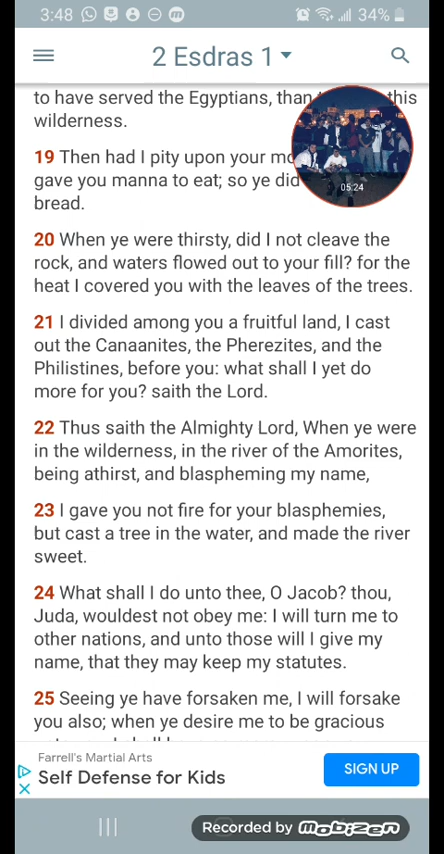 3:48 34%
2 Esdras 1
to have served the Egyptians, than this
wilderness.
19 Then had I pity upon your
gave you manna to eat; so ye did
bread.
05:24
20 When ye were thirsty, did I not cleave the
rock, and waters flowed out to your fill? for the
heat I covered you with the leaves of the trees.
21 I divided among you a fruitful land, I cast
out the Canaanites, the Pherezites, and the
Philistines, before you: what shall I yet do
more for you? saith the Lord.
22 Thus saith the Almighty Lord, When ye were
in the wilderness, in the river of the Amorites,
being athirst, and blaspheming my name,
23 I gave you not fire for your blasphemies,
but cast a tree in the water, and made the river
sweet.
24 What shall I do unto thee, O Jacob? thou,
Juda, wouldest not obey me: I will turn me to
other nations, and unto those will I give my
name, that they may keep my statutes.
25 Seeing ye have forsaken me, I will forsake
you also; when ye desire me to be gracious
Farrell's Martial Arts
Self Defense for Kids
SIGN UP
Recorded by mobizen